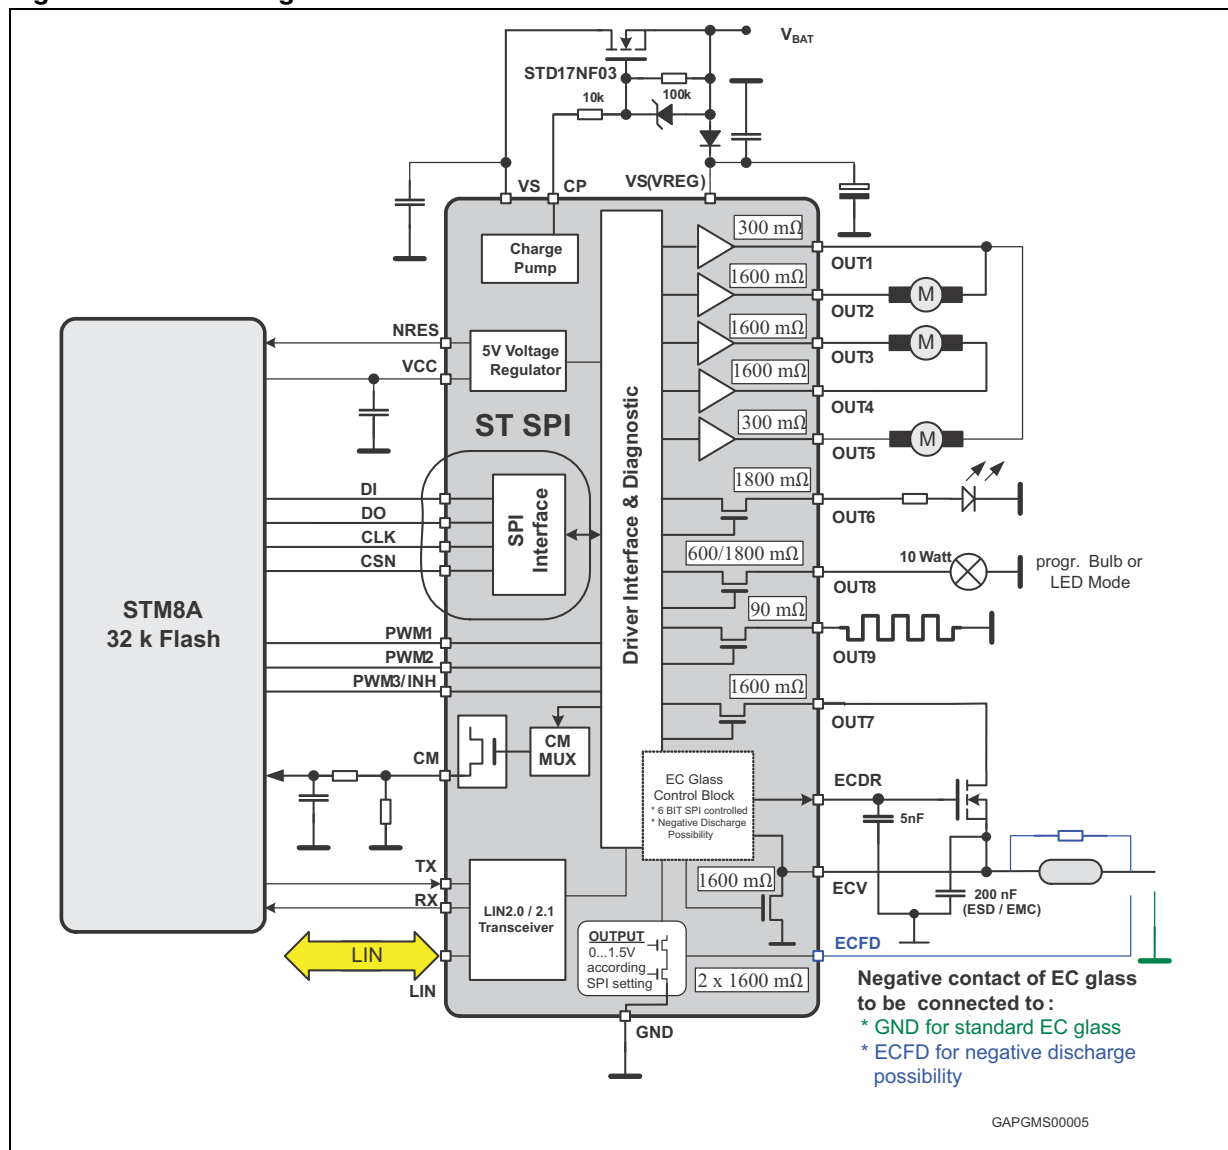 V_BAT
STD17NF03
10k
100k
VS
CP
VS(VREG)
Charge
Pump
300 mΩ
OUT1
1600 mΩ
OUT2
M
NRES
5V Voltage
Regulator
1600 mΩ
OUT3
M
VCC
1600 mΩ
OUT4
ST SPI
300 mΩ
OUT5
M
Driver Interface & Diagnostic
1800 mΩ
OUT6
DI
DO
CLK
CSN
SPI
Interface
600/1800 mΩ
OUT8
10 Watt
progr. Bulb or
LED Mode
STM8A
32 k Flash
90 mΩ
OUT9
PWM1
PWM2
PWM3/INH
1600 mΩ
OUT7
CM
CM
MUX
EC Glass
Control Block
* 6 BIT SPI controlled
* Negative Discharge
Possibility
ECDR
5nF
TX
RX
LIN2.0 / 2.1
Transceiver
1600 mΩ
ECV
200 nF
(ESD / EMC)
LIN
LIN
OUTPUT
0...1.5V
according
SPI setting
2 x 1600 mΩ
ECFD
GND
Negative contact of EC glass
to be connected to :
* GND for standard EC glass
* ECFD for negative discharge
possibility
GAPGMS00005